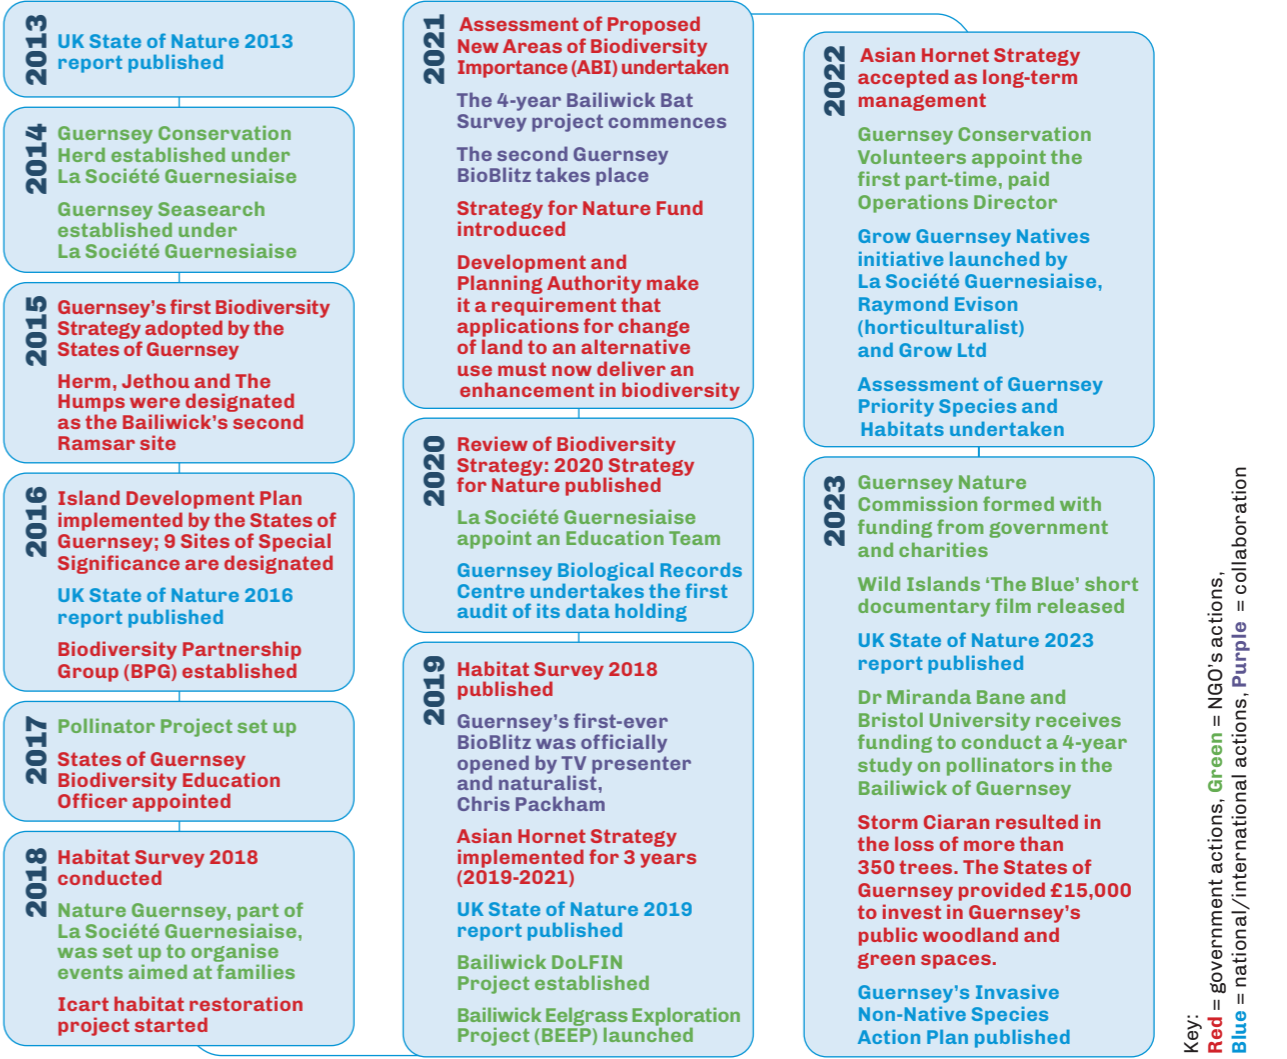 2013
UK State of Nature 2013
report published
2014
Guernsey Conservation
Herd established under
La Société Guernesiaise
Guernsey Seasearch
established under
La Société Guernesiaise
2015
Guernsey's first Biodiversity
Strategy adopted by the
States of Guernsey
Herm, Jethou and The
Humps were designated
as the Bailiwick's second
Ramsar site
2016
Island Development Plan
implemented by the States of
Guernsey; 9 Sites of Special
Significance are designated
UK State of Nature 2016
report published
Biodiversity Partnership
Group (BPG) established
2017
Pollinator Project set up
States of Guernsey
Biodiversity Education
Officer appointed
2018
Habitat Survey 2018
conducted
Nature Guernsey, part of
La Société Guernesiaise,
was set up to organise
events aimed at families
Icart habitat restoration
project started
2019
Habitat Survey 2018
published
Guernsey's first-ever
BioBlitz was officially
opened by TV presenter
and naturalist,
Chris Packham
Asian Hornet Strategy
implemented for 3 years
(2019-2021)
UK State of Nature 2019
report published
Bailiwick DoLFIN
Project established
Bailiwick Eelgrass Exploration
Project (BEEP) launched
2020
Review of Biodiversity
Strategy: 2020 Strategy
for Nature published
La Société Guernesiaise
appoint an Education Team
Guernsey Biological Records
Centre undertakes the first
audit of its data holding
2021
Assessment of Proposed
New Areas of Biodiversity
Importance (ABI) undertaken
The 4-year Bailiwick Bat
Survey project commences
The second Guernsey
BioBlitz takes place
Strategy for Nature Fund
introduced
Development and
Planning Authority make
it a requirement that
applications for change
of land to an alternative
use must now deliver an
enhancement in biodiversity
2022
Asian Hornet Strategy
accepted as long-term
management
Guernsey Conservation
Volunteers appoint the
first part-time, paid
Operations Director
Grow Guernsey Natives
initiative launched by
La Société Guernesiaise,
Raymond Evison
(horticulturalist)
and Grow Ltd
Assessment of Guernsey
Priority Species and
Habitats undertaken
2023
Guernsey Nature
Commission formed with
funding from government
and charities
Wild Islands ‘The Blue’ short
documentary film released
UK State of Nature 2023
report published
Dr Miranda Bane and
Bristol University receives
funding to conduct a 4-year
study on pollinators in the
Bailiwick of Guernsey
Storm Ciaran resulted in
the loss of more than
350 trees. The States of
Guernsey provided £15,000
to invest in Guernsey's
public woodland and
green spaces.
Guernsey's Invasive
Non-Native Species
Action Plan published
Key:
Red = government actions, Green = NGO's actions,
Blue = national/international actions, Purple = collaboration